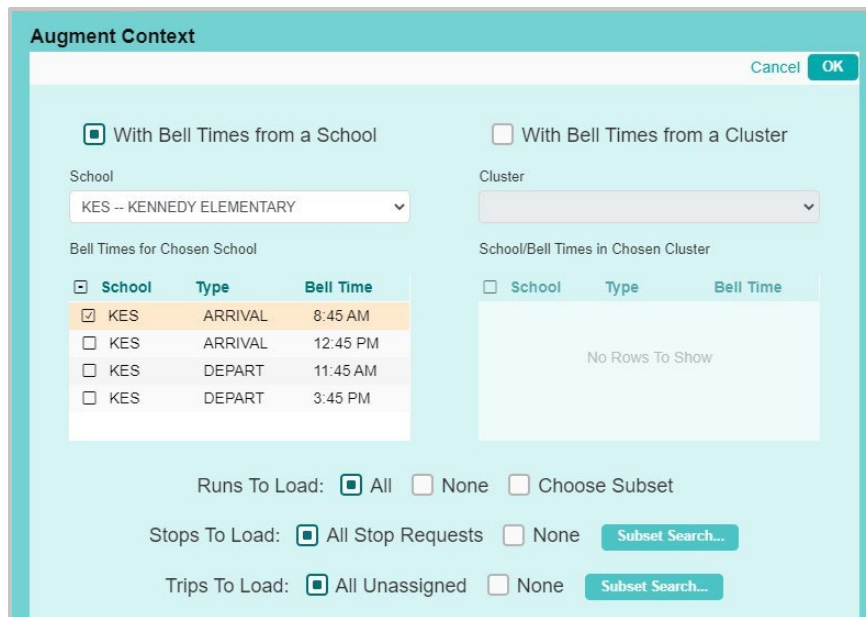 Augment Context
Cancel OK
With Bell Times from a School
School
KES -- KENNEDY ELEMENTARY
Bell Times for Chosen School
School Type Bell Time
KES ARRIVAL 8:45 AM
KES ARRIVAL 12:45 PM
KES DEPART 11:45 AM
KES DEPART 3:45 PM
With Bell Times from a Cluster
Cluster
School/Bell Times in Chosen Cluster
School Type Bell Time
No Rows To Show
Runs To Load: All None Choose Subset
Stops To Load: All Stop Requests None Subset Search...
Trips To Load: All Unassigned None Subset Search...